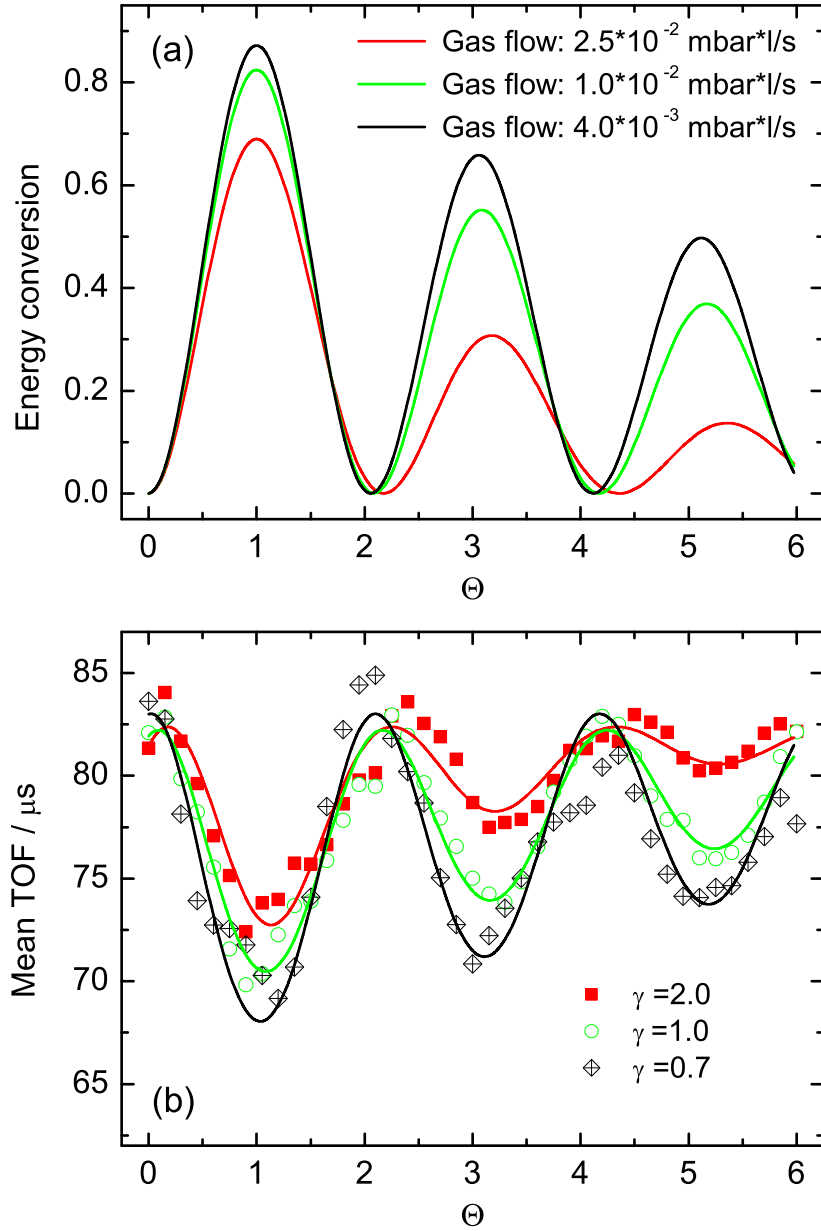 (a)
Gas flow: 2.5*10⁻² mbar*l/s
Gas flow: 1.0*10⁻² mbar*l/s
Gas flow: 4.0*10⁻³ mbar*l/s
Energy conversion
0.8
0.6
0.4
0.2
0.0
0 1 2 3 4 5 6
Θ
Mean TOF / μs
85
80
75
70
65
γ =2.0
γ =1.0
γ =0.7
(b)
0 1 2 3 4 5 6
Θ